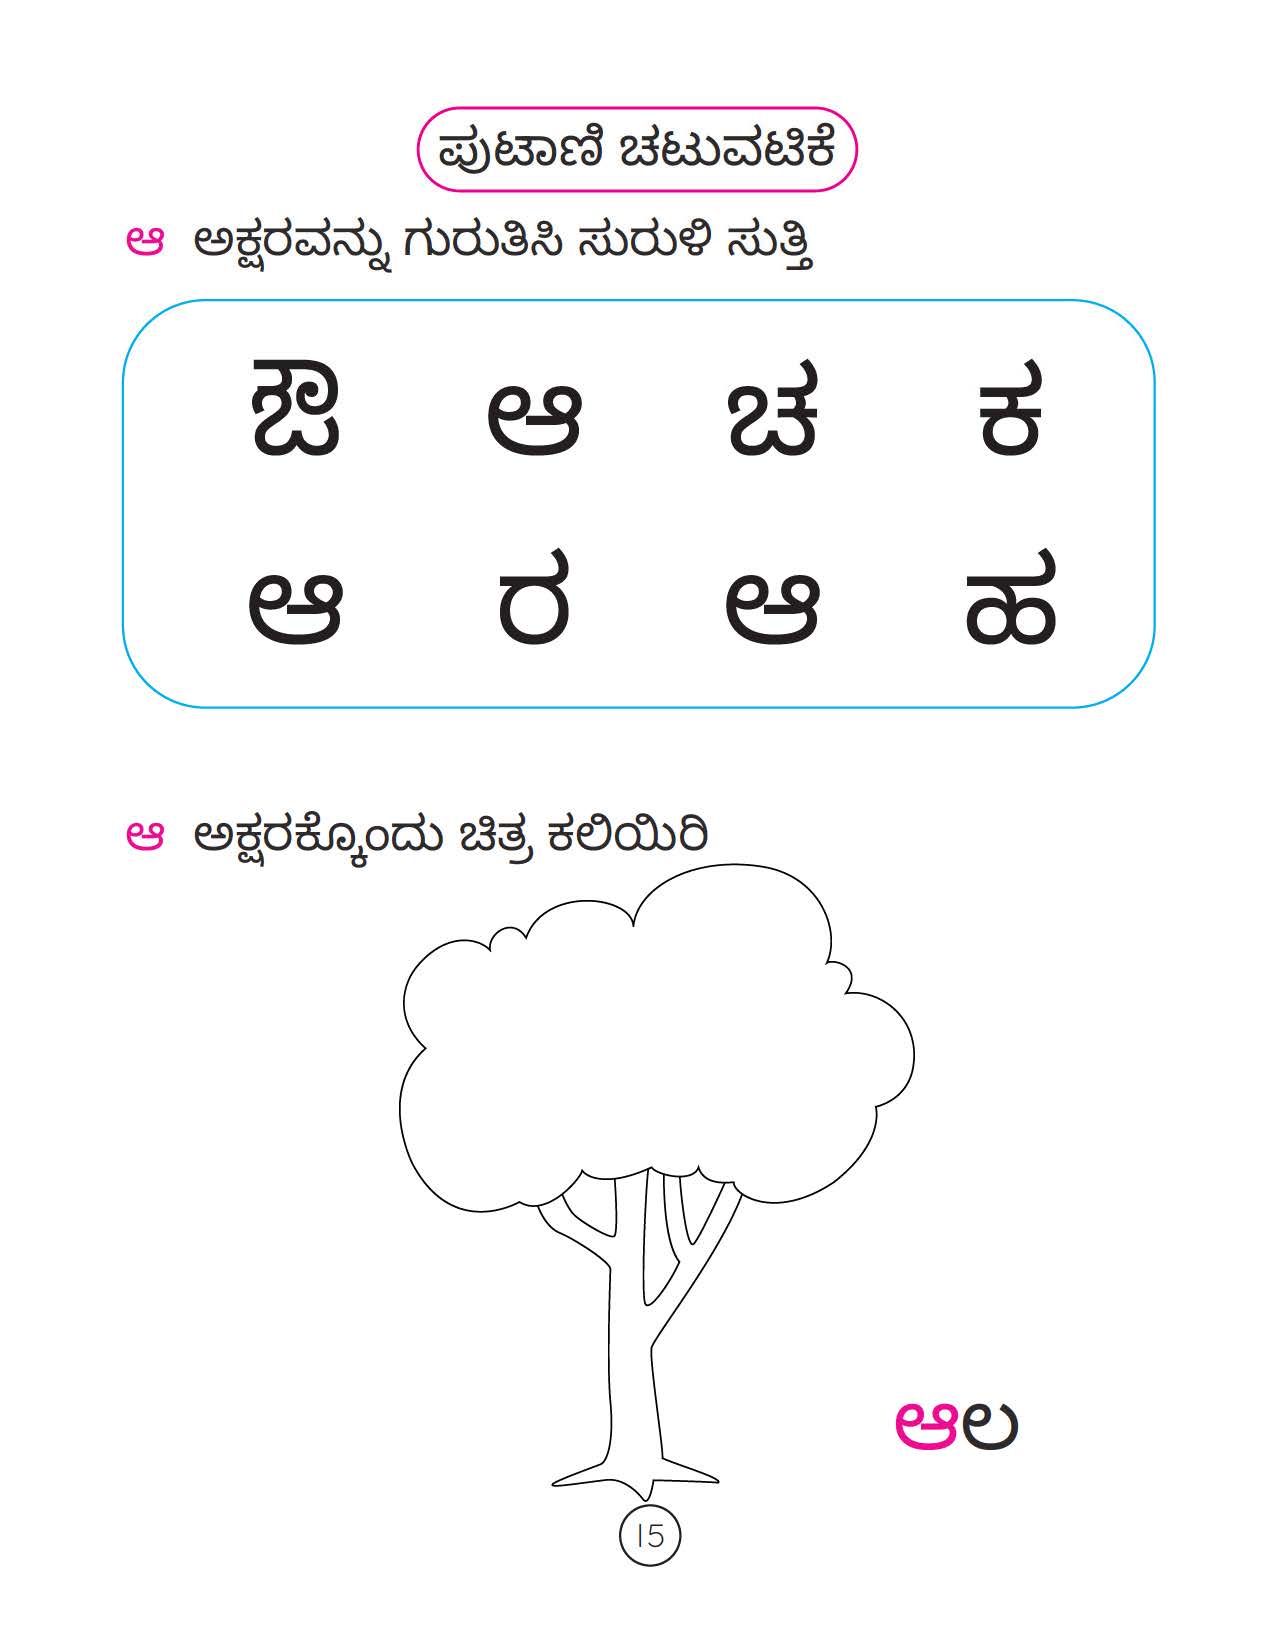 ಪುಟಾಣಿ ಚಟುವಟಿಕೆ
ಆ ಅಕ್ಷರವನ್ನು ಗುರುತಿಸಿ ಸುರುಳಿ ಸುತ್ತಿ
ಔ ಆ ಚ ಕ
ಆ ರ ಆ ಹ
ಆ ಅಕ್ಷರಕ್ಕೊಂದು ಚಿತ್ರ ಕಲಿಯಿರಿ
ಆಲ
15